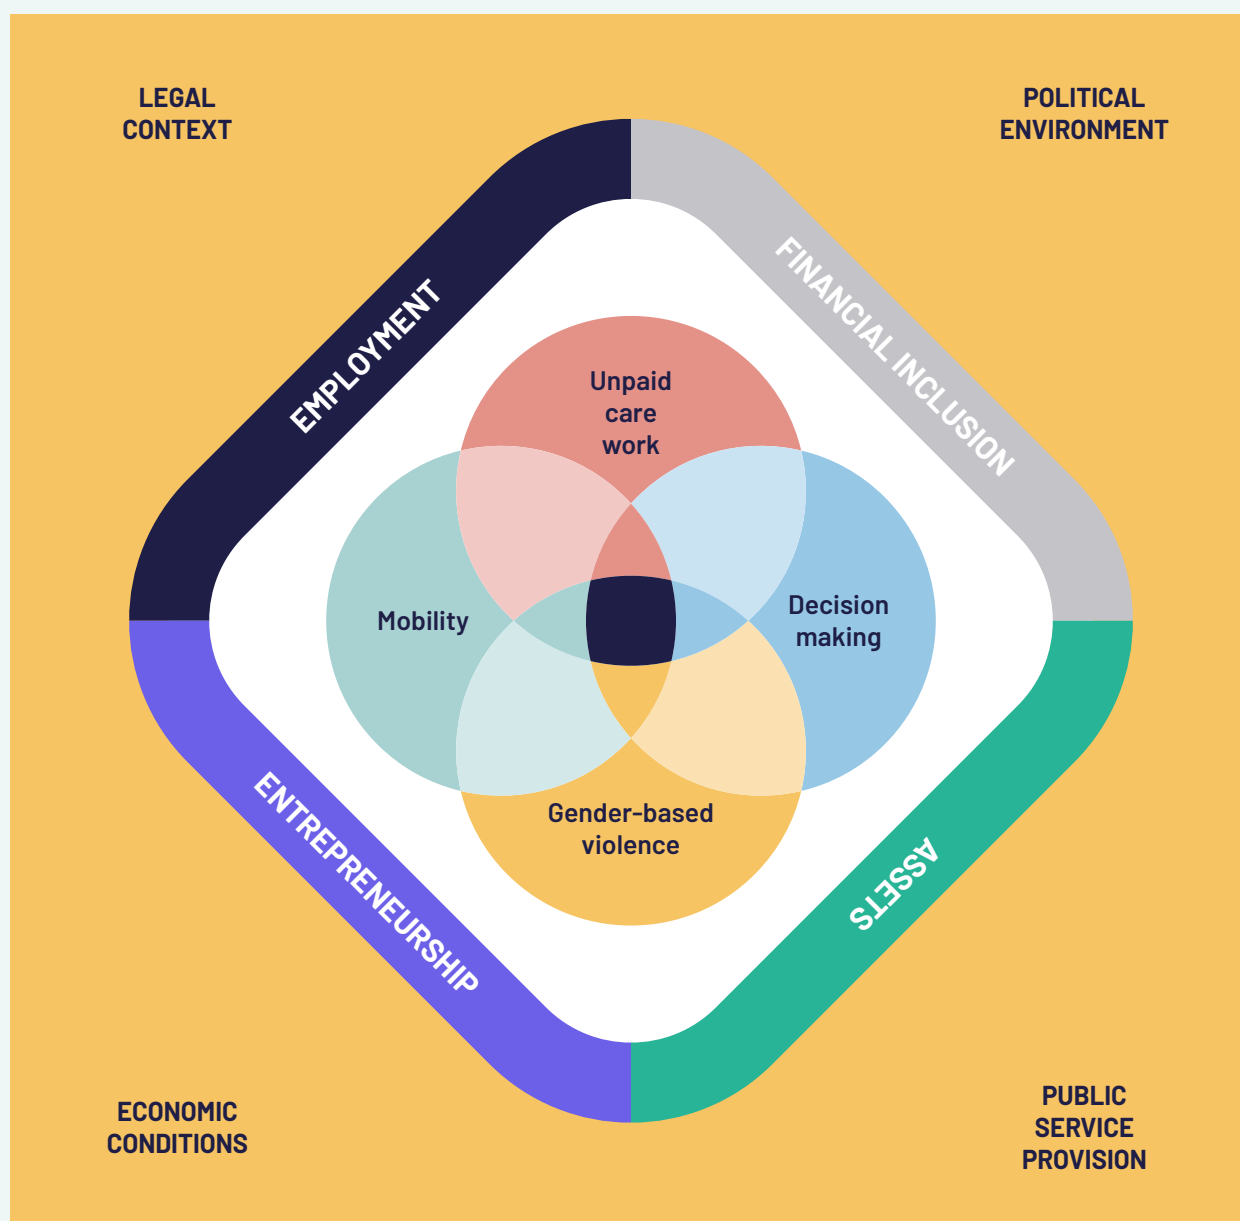 LEGAL
CONTEXT
POLITICAL
ENVIRONMENT
EMPLOYMENT
FINANCIAL INCLUSION
Unpaid
care
work
Mobility
Decision
making
Gender-based
violence
ENTREPRENEURSHIP
ASSETS
ECONOMIC
CONDITIONS
PUBLIC
SERVICE
PROVISION